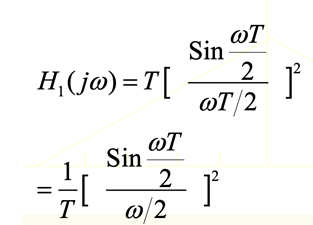 H₁(jω) = T[ (Sin ωT/2) / (ωT/2) ]²
= 1/T [ (Sin ωT/2) / (ω/2) ]²